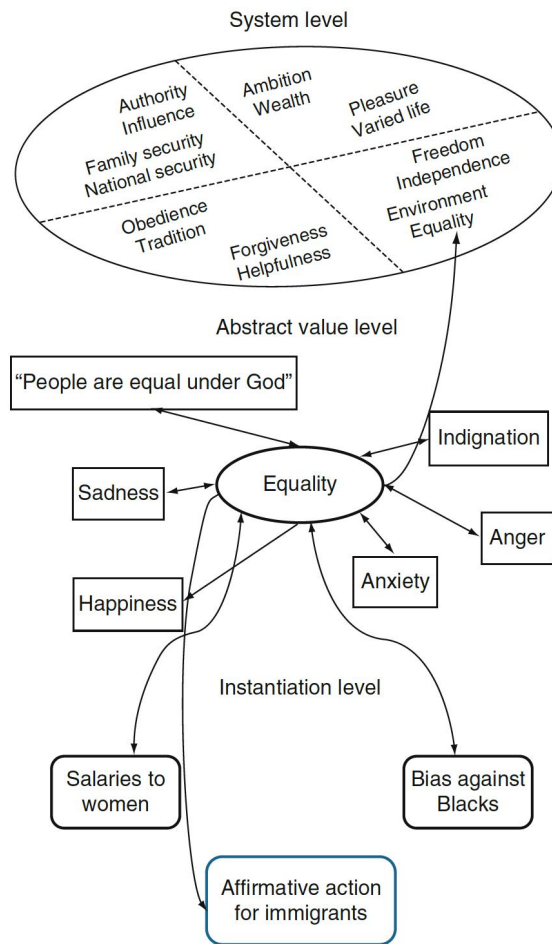 System level
Authority
Influence
Ambition
Wealth
Pleasure
Varied life
Family security
National security
Freedom
Independence
Obedience
Tradition
Forgiveness
Helpfulness
Environment
Equality
Abstract value level
“People are equal under God”
Indignation
Sadness
Equality
Anger
Anxiety
Happiness
Instantiation level
Salaries to
women
Bias against
Blacks
Affirmative action
for immigrants